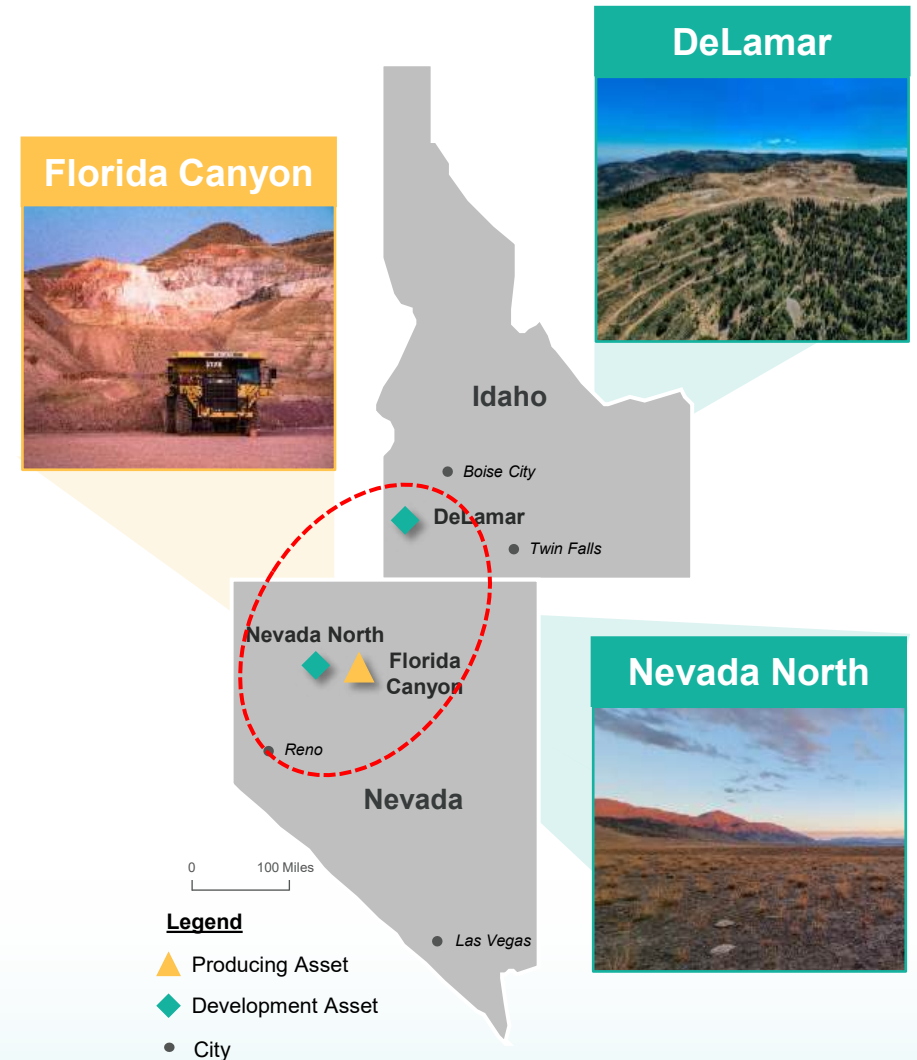 DeLamar
Florida Canyon
Idaho
Boise City
DeLamar
Twin Falls
Nevada North
Florida
Canyon
Nevada North
Reno
Nevada
0 100 Miles
Legend
Las Vegas
Producing Asset
Development Asset
City